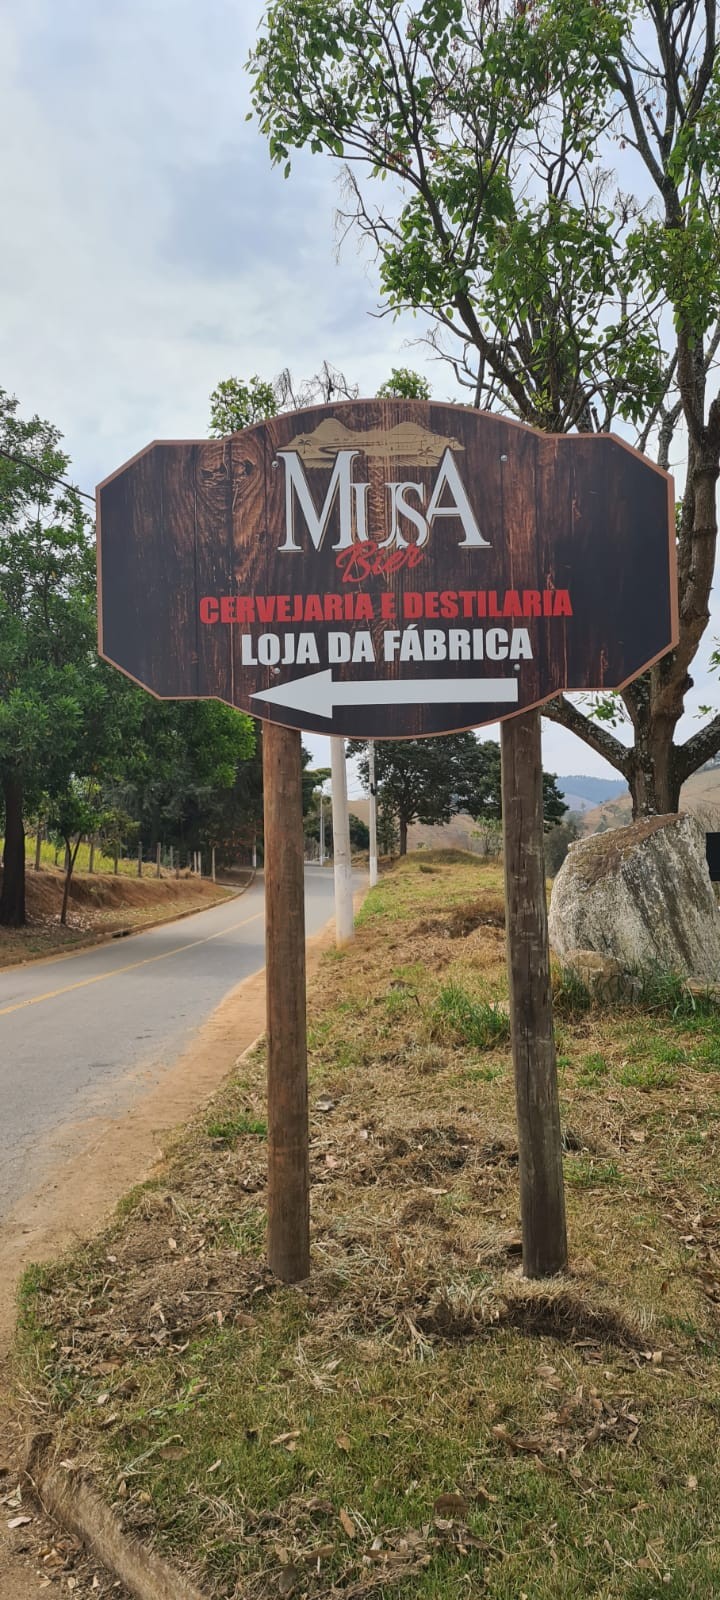 MUSA
Bier
CERVEJARIA E DESTILARIA
LOJA DA FÁBRICA